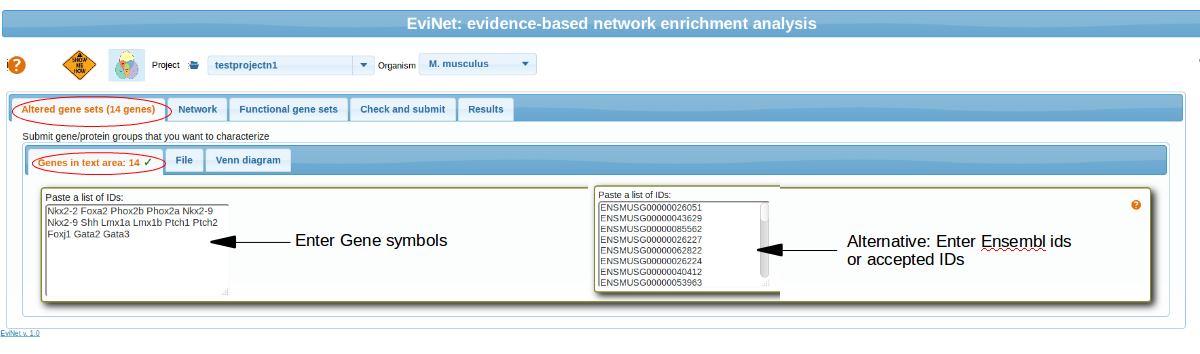 EviNet: evidence-based network enrichment analysis
SHOW ME HOW
Project
testprojectn1
Organism
M. musculus
Altered gene sets (14 genes)
Network
Functional gene sets
Check and submit
Results
Submit gene/protein groups that you want to characterize
Genes in text area: 14 ✓
File
Venn diagram
Paste a list of IDs:
Nkx2-2 Foxa2 Phox2b Phox2a Nkx2-9
Nkx2-9 Shh Lmx1a Lmx1b Ptch1 Ptch2
Foxj1 Gata2 Gata3
Enter Gene symbols
Paste a list of IDs:
ENSMUSG00000026051
ENSMUSG00000043629
ENSMUSG00000085562
ENSMUSG00000026227
ENSMUSG00000062822
ENSMUSG00000026224
ENSMUSG00000040412
ENSMUSG00000053963
Alternative: Enter Ensembl ids
or accepted IDs
EviNet v. 1.0